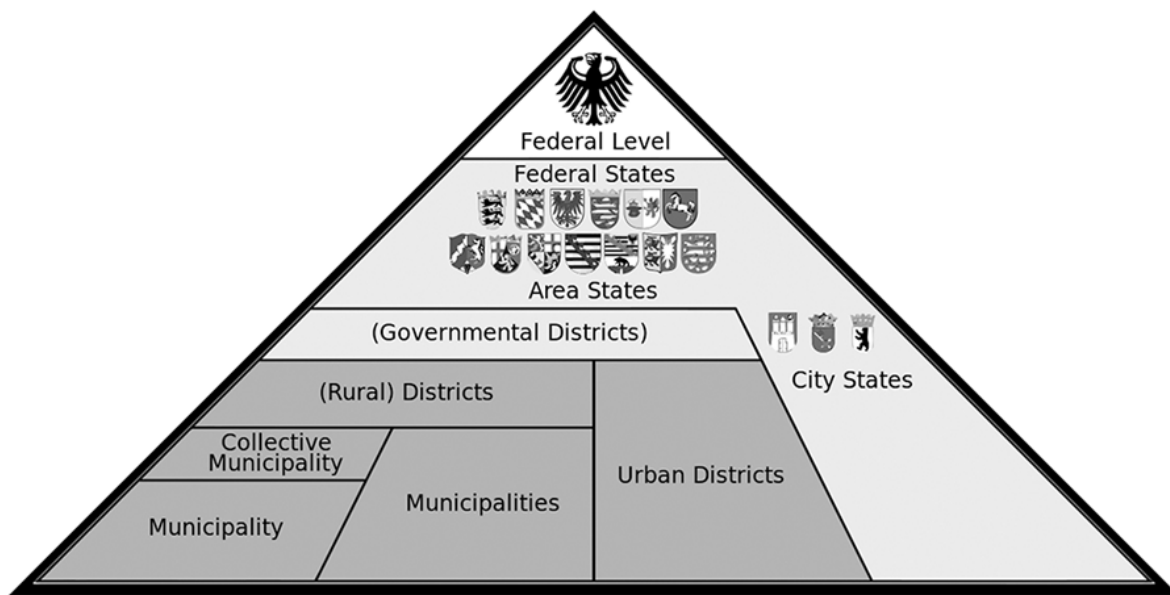 Federal Level
Federal States
Area States
(Governmental Districts)
City States
(Rural) Districts
Collective
Municipality
Urban Districts
Municipalities
Municipality